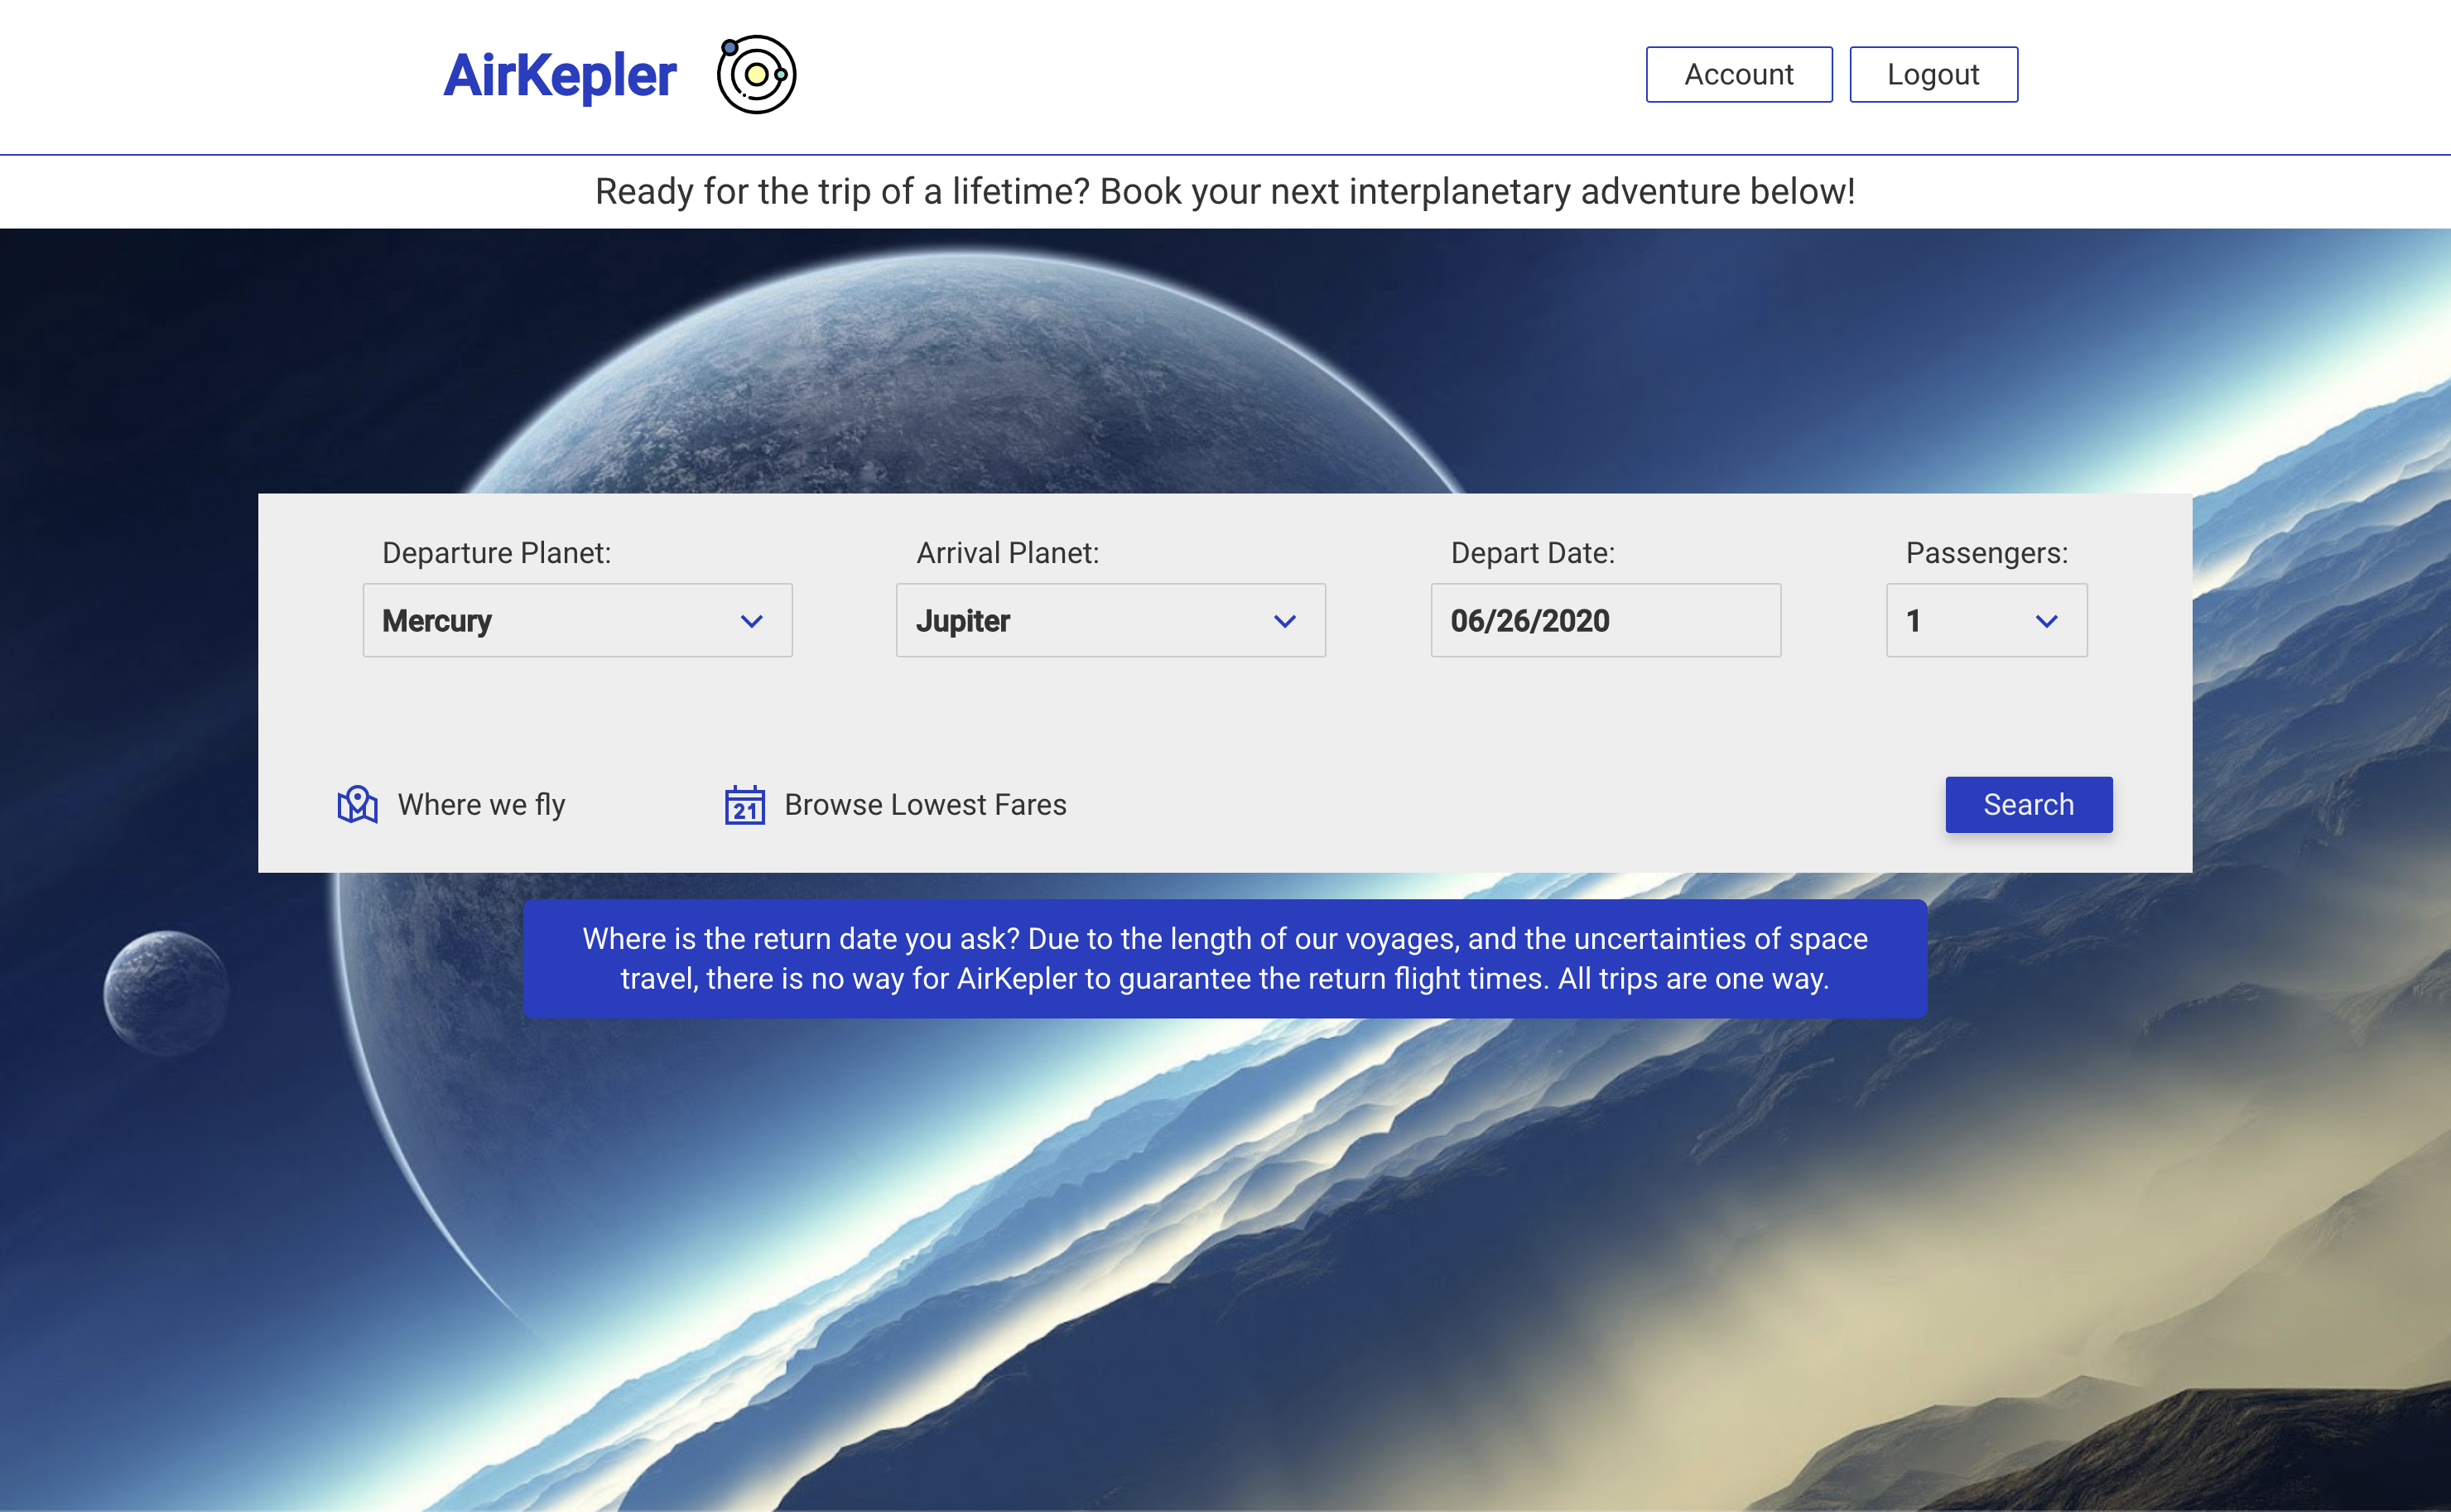 AirKepler
Account
Logout
Ready for the trip of a lifetime? Book your next interplanetary adventure below!
Departure Planet:
Arrival Planet:
Depart Date:
Passengers:
Mercury
Jupiter
06/26/2020
1
Where we fly
21
Browse Lowest Fares
Search
Where is the return date you ask? Due to the length of our voyages, and the uncertainties of space
travel, there is no way for AirKepler to guarantee the return flight times. All trips are one way.